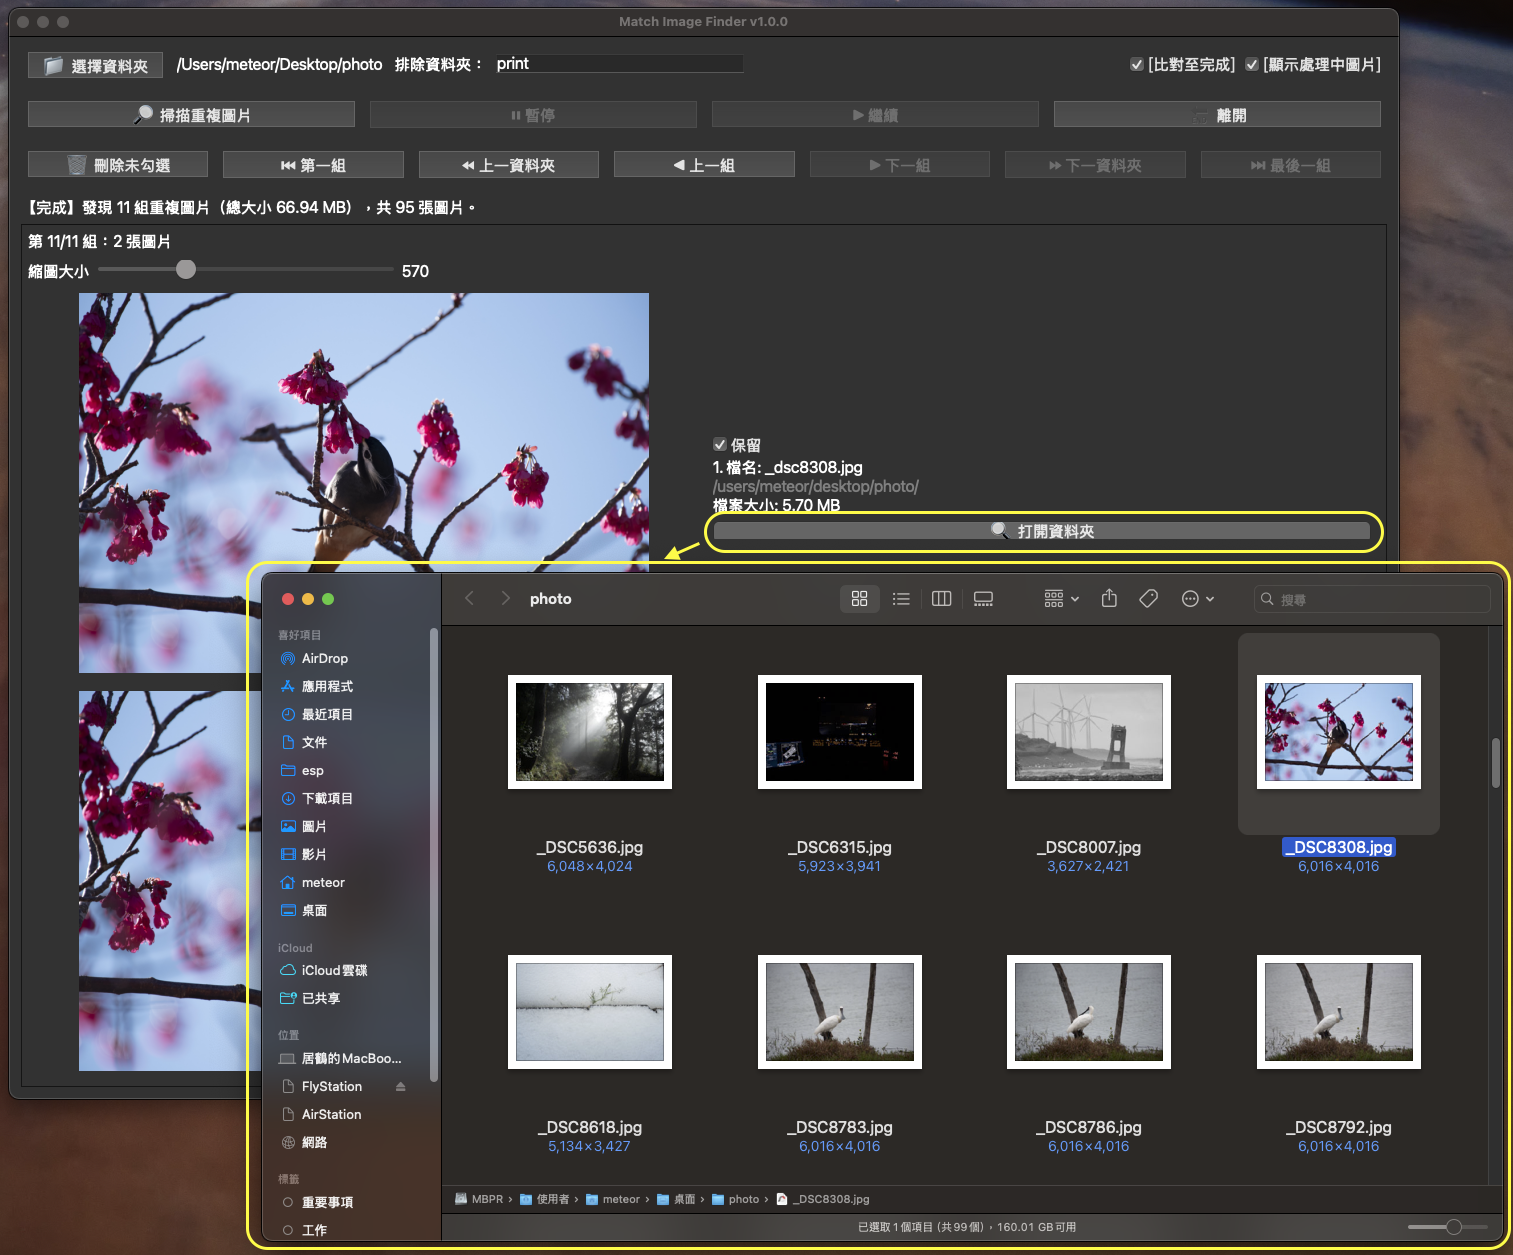 Match Image Finder v1.0.0
選擇資料夾 /Users/meteor/Desktop/photo 排除資料夾： print [比對至完成] [顯示處理中圖片]
掃描重複圖片 暫停 繼續 離開
刪除未勾選 第一組 上一資料夾 上一組 下一組 下一資料夾 最後一組
【完成】發現 11 組重複圖片（總大小 66.94 MB），共 95 張圖片。
第 11/11 組：2 張圖片
縮圖大小 570
保留
1. 檔名: _dsc8308.jpg
/users/meteor/desktop/photo/
檔案大小: 5.70 MB
打開資料夾
photo
搜尋
喜好項目
AirDrop
應用程式
最近項目
文件
esp
下載項目
圖片
影片
meteor
桌面
iCloud
iCloud雲碟
已共享
位置
居鶴的MacBoo...
FlyStation
AirStation
網路
標籤
重要事項
工作
_DSC5636.jpg _DSC6315.jpg _DSC8007.jpg _DSC8308.jpg
6,048×4,024 5,923×3,941 3,627×2,421 6,016×4,016
_DSC8618.jpg _DSC8783.jpg _DSC8786.jpg _DSC8792.jpg
5,134×3,427 6,016×4,016 6,016×4,016 6,016×4,016
MBPR › 使用者 › meteor › 桌面 › photo › _DSC8308.jpg
已選取 1 個項目 (共 99 個)，160.01 GB可用